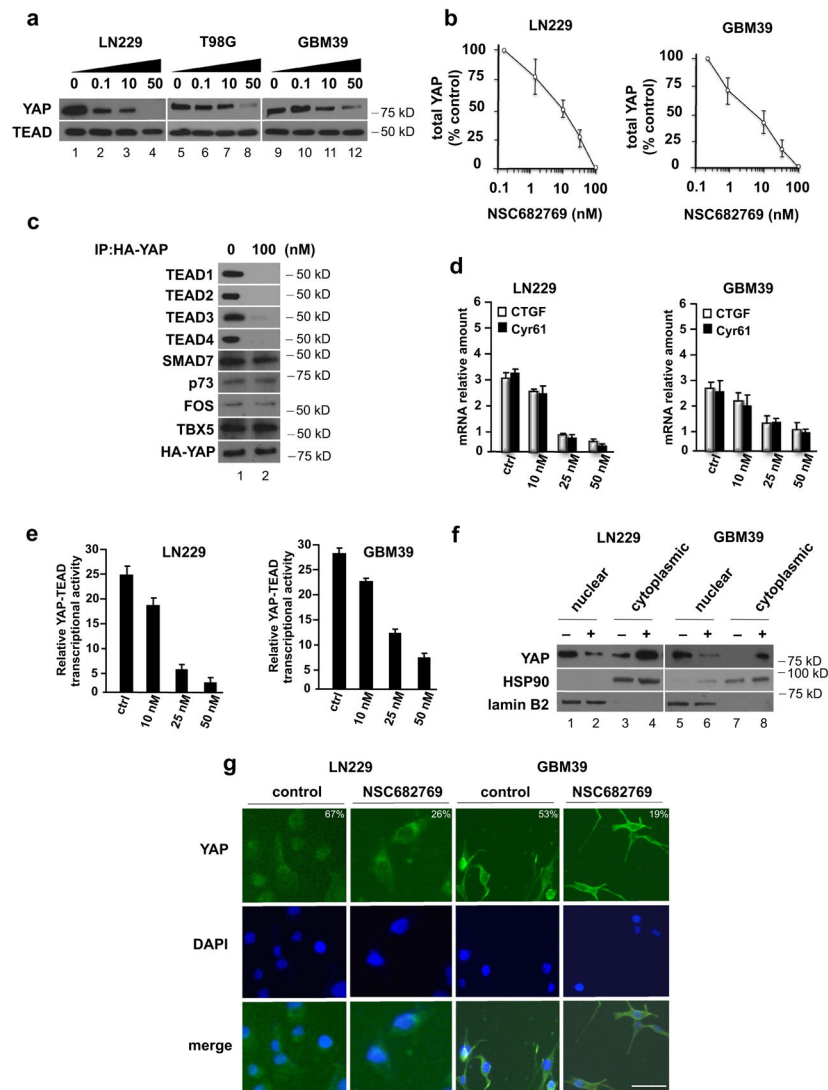 a
LN229 T98G GBM39
0 0.1 10 50 0 0.1 10 50 0 0.1 10 50
YAP – 75 kD
TEAD – 50 kD
1 2 3 4 5 6 7 8 9 10 11 12
b
LN229 GBM39
total YAP
(% control)
100
75
50
25
0
0.1 1 10 100
NSC682769 (nM)
total YAP
(% control)
100
75
50
25
0
0.1 1 10 100
NSC682769 (nM)
c
IP:HA-YAP 0 100 (nM)
TEAD1 – 50 kD
TEAD2 – 50 kD
TEAD3 – 50 kD
TEAD4 – 50 kD
SMAD7 – 50 kD
– 75 kD
p73
FOS – 50 kD
TBX5 – 50 kD
HA-YAP – 75 kD
1 2
d
LN229
mRNA relative amount
6
5
4
3
2
1
0
CTGF
Cyr61
ctrl 10 nM 25 nM 50 nM
GBM39
mRNA relative amount
6
5
4
3
2
1
0
CTGF
Cyr61
ctrl 10 nM 25 nM 50 nM
e
LN229
Relative YAP-TEAD
transcriptional activity
30
25
20
15
10
5
0
ctrl 10 nM 25 nM 50 nM
GBM39
Relative YAP-TEAD
transcriptional activity
30
25
20
15
10
5
0
ctrl 10 nM 25 nM 50 nM
f
LN229 GBM39
nuclear cytoplasmic nuclear cytoplasmic
– + – + – + – +
YAP – 75 kD
– 100 kD
HSP90
– 75 kD
lamin B2
1 2 3 4 5 6 7 8
g
LN229 GBM39
control NSC682769 control NSC682769
67% 26% 53% 19%
YAP
DAPI
merge